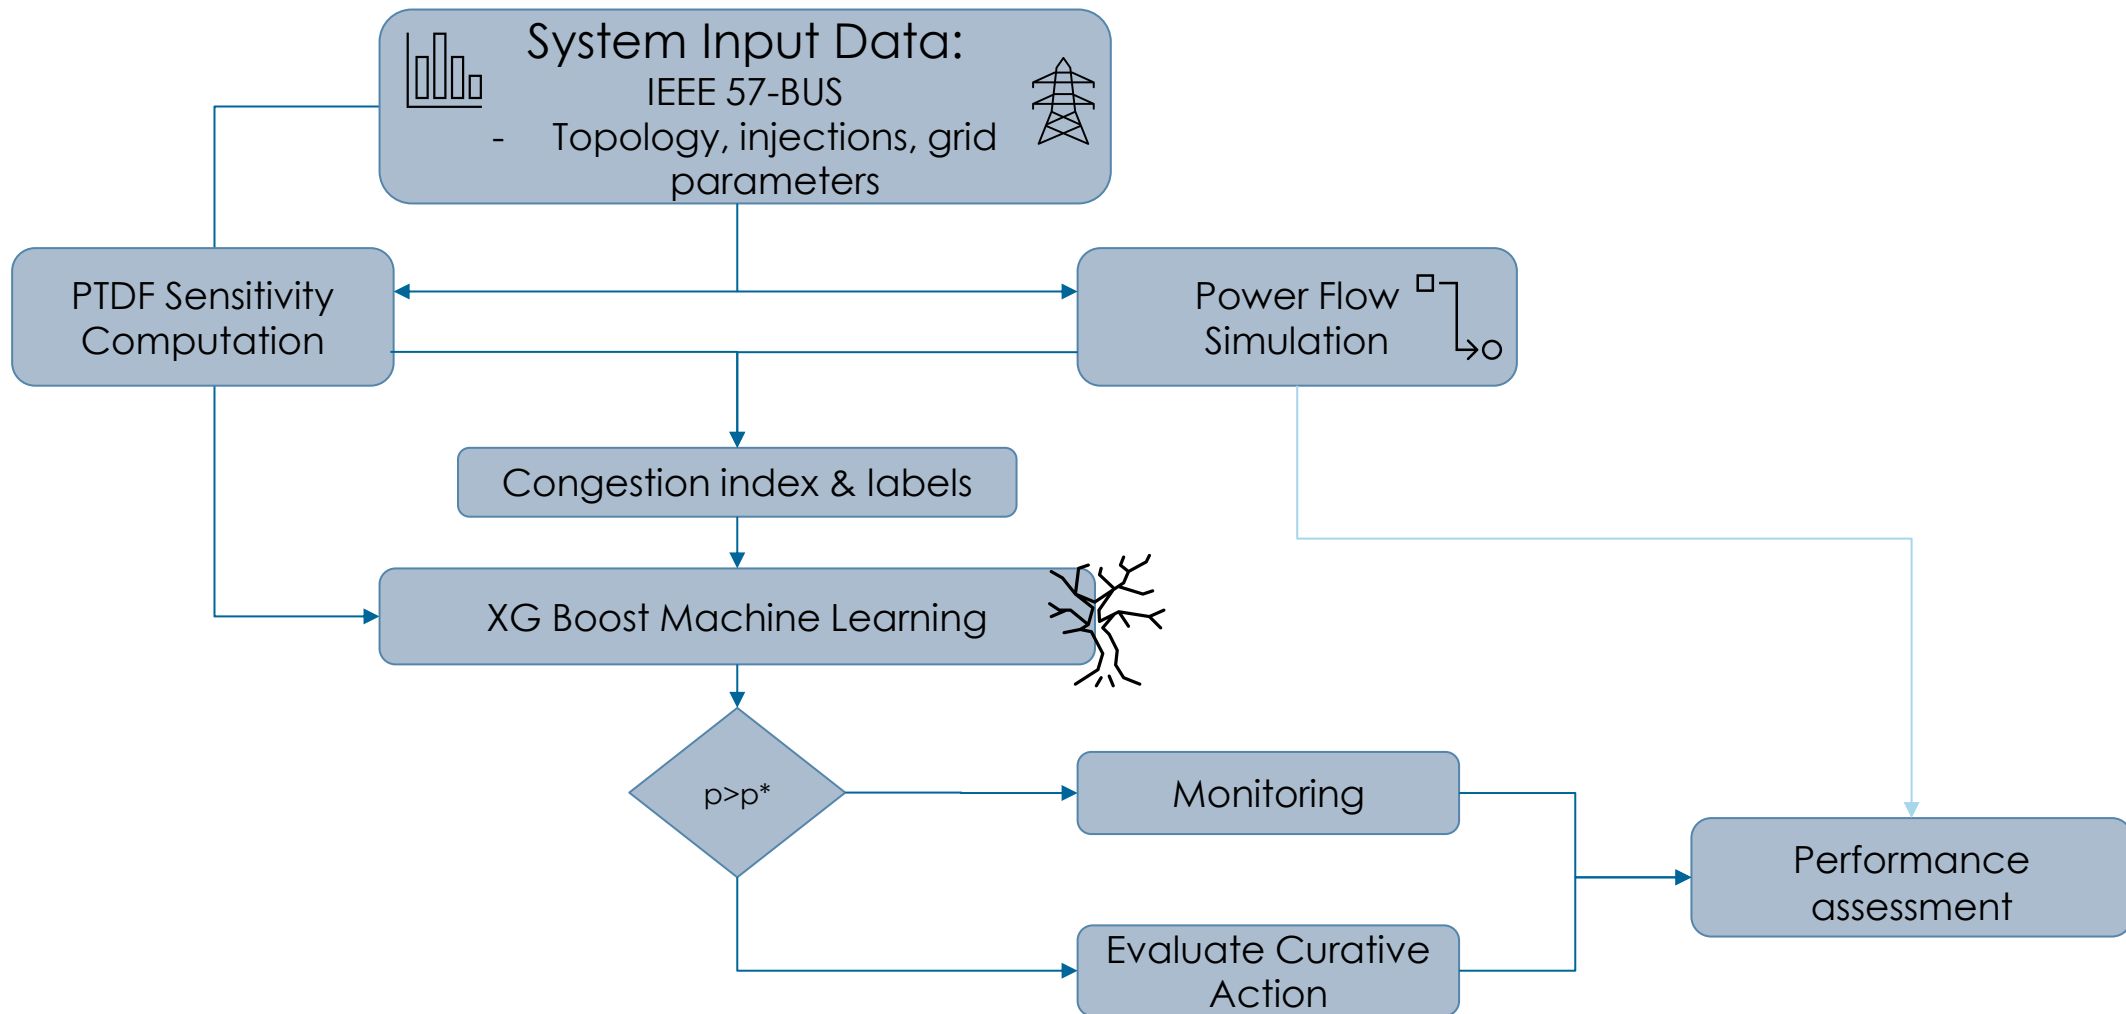 System Input Data:
IEEE 57-BUS
- Topology, injections, grid
parameters
PTDF Sensitivity
Computation
Power Flow
Simulation
Congestion index & labels
XG Boost Machine Learning
p>p*
Monitoring
Performance
assessment
Evaluate Curative
Action